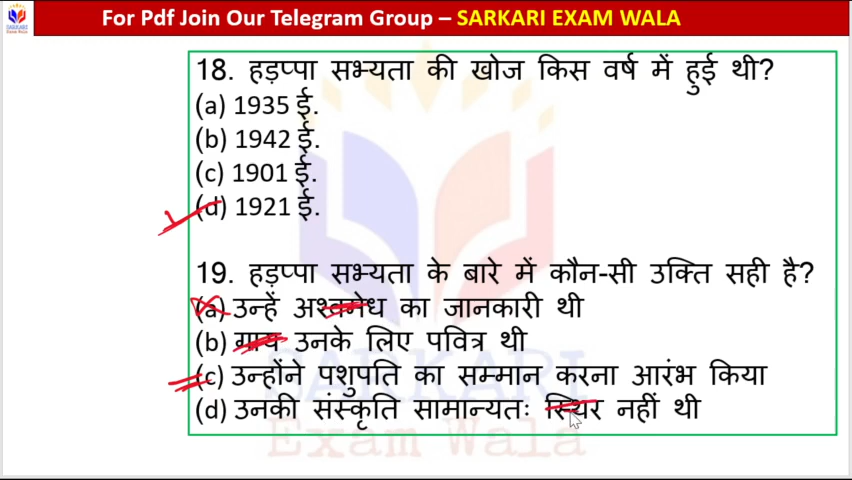 For Pdf Join Our Telegram Group – SARKARI EXAM WALA
18. हड़प्पा सभ्यता की खोज किस वर्ष में हुई थी?
(a) 1935 ई.
(b) 1942 ई.
(c) 1901 ई.
(d) 1921 ई.
19. हड़प्पा सभ्यता के बारे में कौन-सी उक्ति सही है?
(a) उन्हें अश्वमेध का जानकारी थी
(b) गाय उनके लिए पवित्र थी
(c) उन्होंने पशुपति का सम्मान करना आरंभ किया
(d) उनकी संस्कृति सामान्यतः स्थिर नहीं थी
SARKARI
Exam Wala